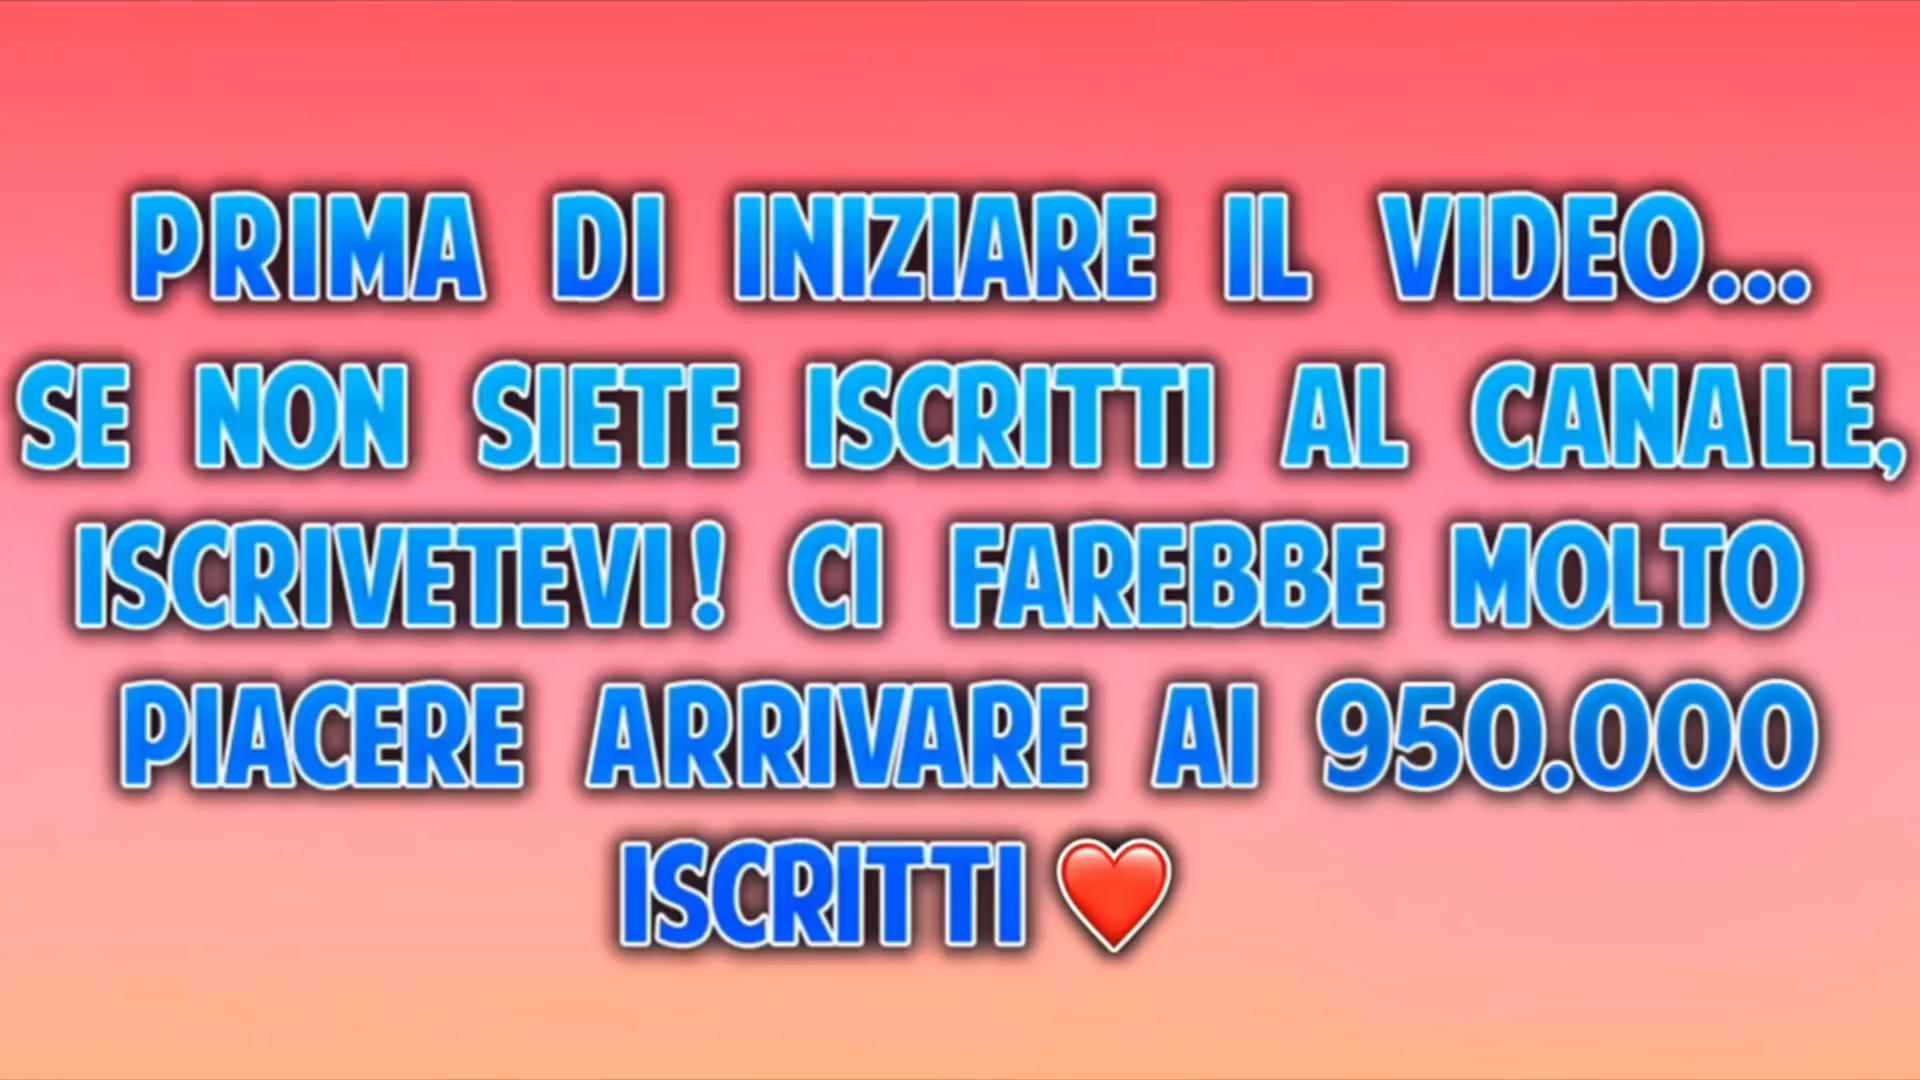 PRIMA DI INIZIARE IL VIDEO...
SE NON SIETE ISCRITTI AL CANALE,
ISCRIVETEVI! CI FAREBBE MOLTO
PIACERE ARRIVARE AI 950.000
ISCRITTI ❤️